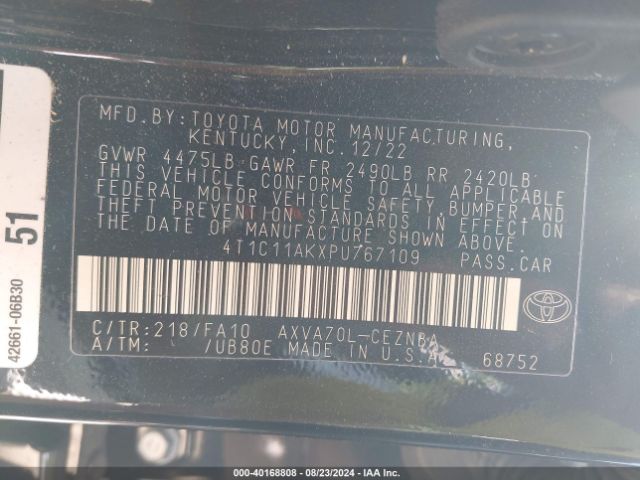 MFD.BY:TOYOTA MOTOR MANUFACTURING,
KENTUCKY, INC. 12/22
GVWR 4475LB GAWR FR 2490LB RR 2420LB
THIS VEHICLE CONFORMS TO ALL APPLICABLE
FEDERAL MOTOR VEHICLE SAFETY, BUMPER, AND
THEFT PREVENTION STANDARDS IN EFFECT ON
THE DATE OF MANUFACTURE SHOWN ABOVE.
4T1C11AKXPU767109 PASS.CAR
C/TR:218/FA10 AXVA70L-CEZNBA
A/TM: /UB80E MADE IN U.S.A. 68752
51
42661-06B30
000-40168808 - 08/23/2024 - IAA Inc.